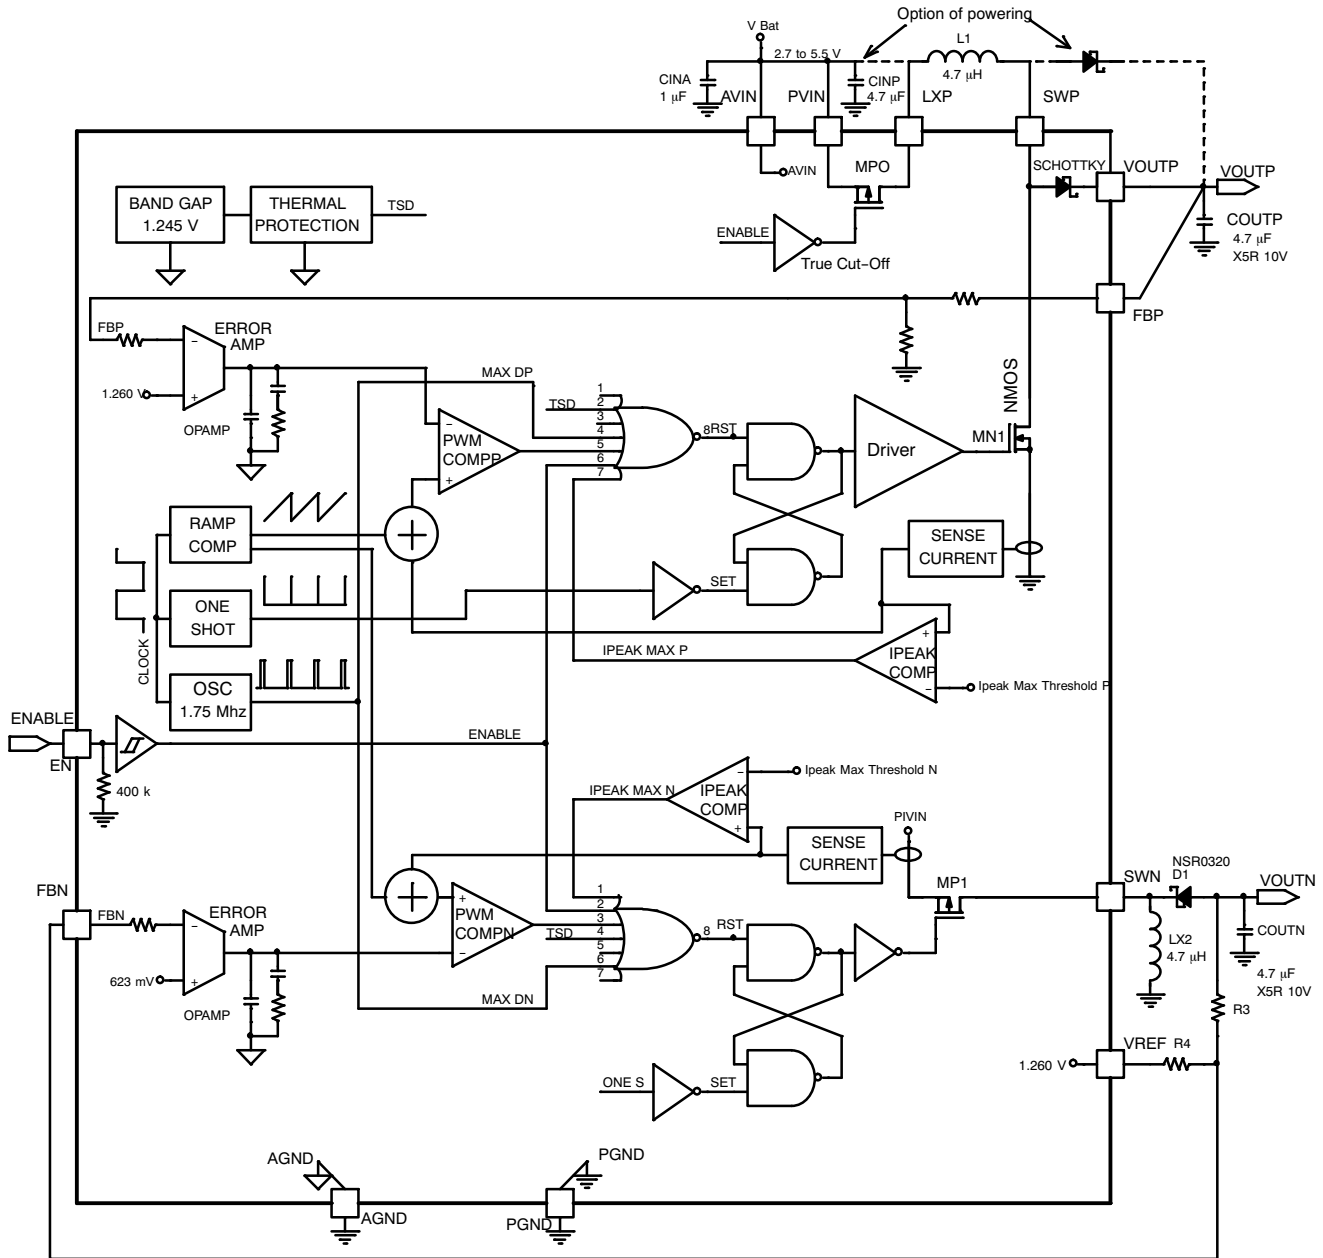 Option of powering
V Bat
L1
2.7 to 5.5 V
4.7 µH
CINA
1 µF
CINP
4.7 µF
AVIN
PVIN
LXP
SWP
MPO
AVIN
SCHOTTKY
VOUTP
VOUTP
COUTP
4.7 µF
X5R 10V
BAND GAP
1.245 V
THERMAL
PROTECTION
TSD
ENABLE
True Cut-Off
FBP
FBP
ERROR
AMP
1.260 V
OPAMP
MAX DP
TSD
1
2
3
4
5
6
7
8
RST
PWM
COMPP
Driver
MN1
NMOS
RAMP
COMP
SENSE
CURRENT
ONE
SHOT
SET
CLOCK
IPEAK MAX P
IPEAK
COMP
Ipeak Max Threshold P
OSC
1.75 Mhz
ENABLE
EN
ENABLE
400 k
IPEAK MAX N
IPEAK
COMP
Ipeak Max Threshold N
PIVIN
SENSE
CURRENT
MP1
SWN
NSR0320
D1
VOUTN
FBN
FBN
ERROR
AMP
623 mV
OPAMP
PWM
COMPN
TSD
1
2
3
4
5
6
7
8
RST
MAX DN
LX2
4.7 µH
COUTN
4.7 µF
X5R 10V
R3
VREF
R4
1.260 V
ONE S
SET
AGND
PGND
AGND
PGND